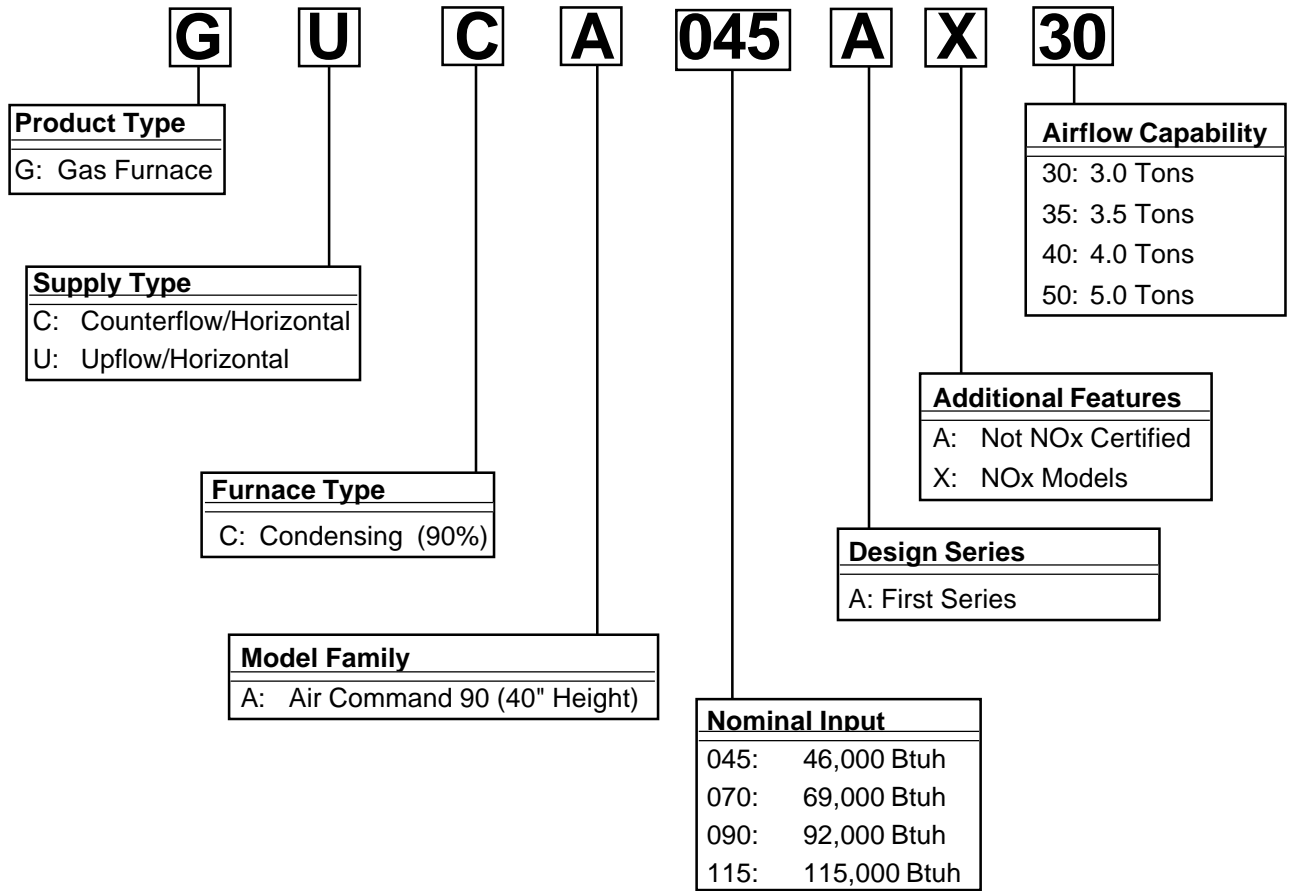 G U C A 045 A X 30
Product Type
G: Gas Furnace
Airflow Capability
30: 3.0 Tons
35: 3.5 Tons
40: 4.0 Tons
50: 5.0 Tons
Supply Type
C: Counterflow/Horizontal
U: Upflow/Horizontal
Additional Features
A: Not NOx Certified
X: NOx Models
Furnace Type
C: Condensing (90%)
Design Series
A: First Series
Model Family
A: Air Command 90 (40" Height)
Nominal Input
045: 46,000 Btuh
070: 69,000 Btuh
090: 92,000 Btuh
115: 115,000 Btuh